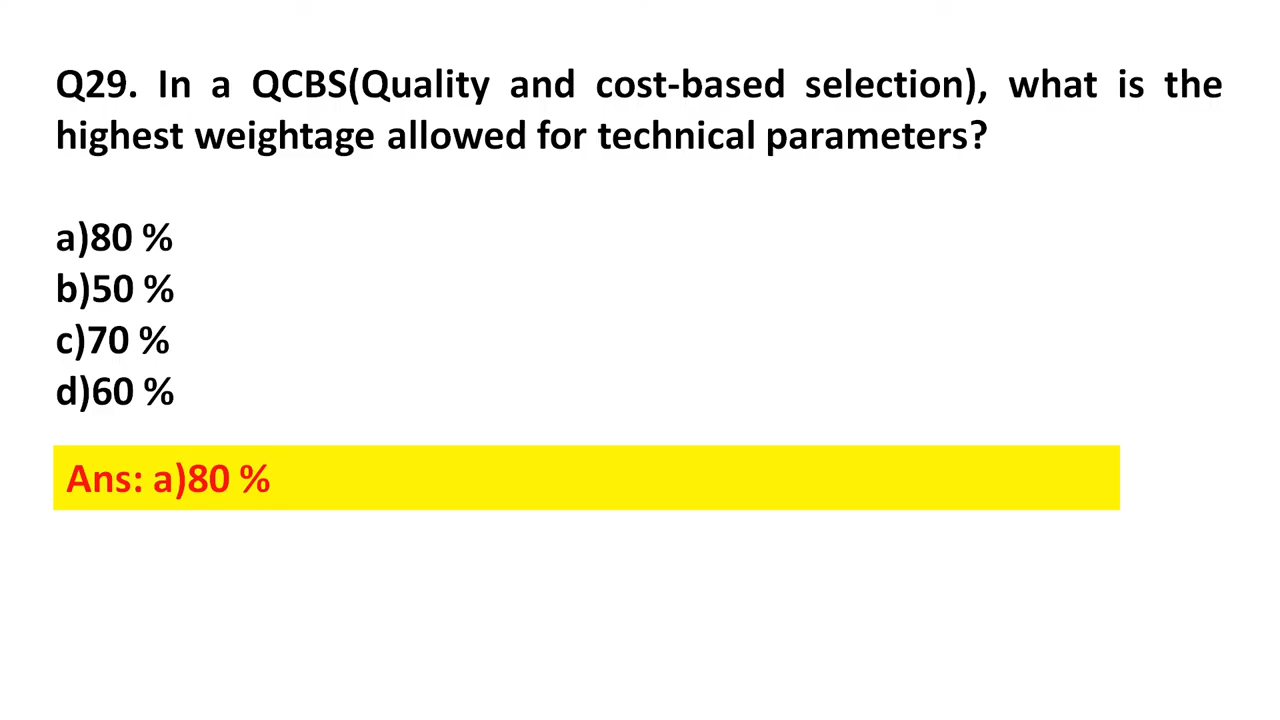 Q29. In a QCBS(Quality and cost-based selection), what is the
highest weightage allowed for technical parameters?
a)80 %
b)50 %
c)70 %
d)60 %
Ans: a)80 %